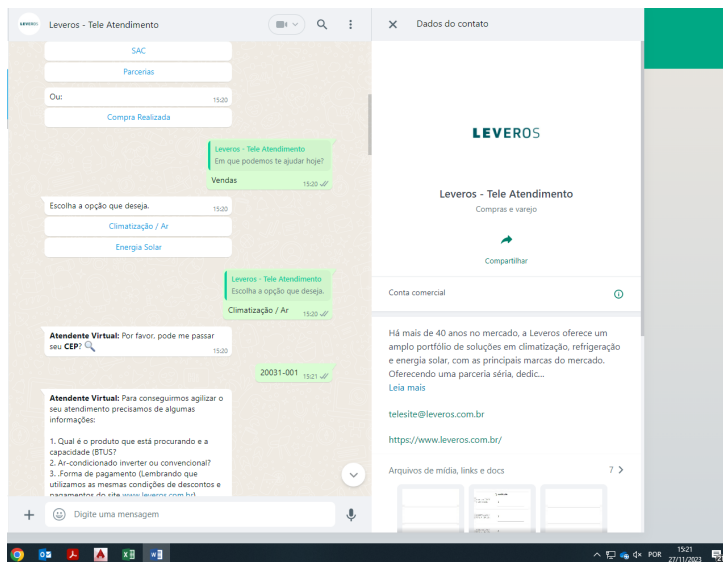 LEVEROS
Leveros - Tele Atendimento
SAC
Parcerias
Ou:
15:20
Compra Realizada
Leveros - Tele Atendimento
Em que podemos te ajudar hoje?
Vendas
15:20
Escolha a opção que deseja.
15:20
Climatização / Ar
Energia Solar
Leveros - Tele Atendimento
Escolha a opção que deseja.
Climatização / Ar
15:20
Atendente Virtual: Por favor, pode me passar
seu CEP?
15:20
20031-001
15:21
Atendente Virtual: Para conseguirmos agilizar o
seu atendimento precisamos de algumas
informações:
1. Qual é o produto que está procurando e a
capacidade (BTUS?
2. Ar-condicionado inverter ou convencional?
3. .Forma de pagamento (Lembrando que
utilizamos as mesmas condições de descontos e
pagamentos do site www.leveros.com.br)
Digite uma mensagem
Dados do contato
LEVEROS
Leveros - Tele Atendimento
Compras e varejo
Compartilhar
Conta comercial
Há mais de 40 anos no mercado, a Leveros oferece um
amplo portfólio de soluções em climatização, refrigeração
e energia solar, com as principais marcas do mercado.
Oferecendo uma parceria séria, dedic...
Leia mais
telesite@leveros.com.br
https://www.leveros.com.br/
Arquivos de mídia, links e docs
7
POR
15:21
27/11/2023